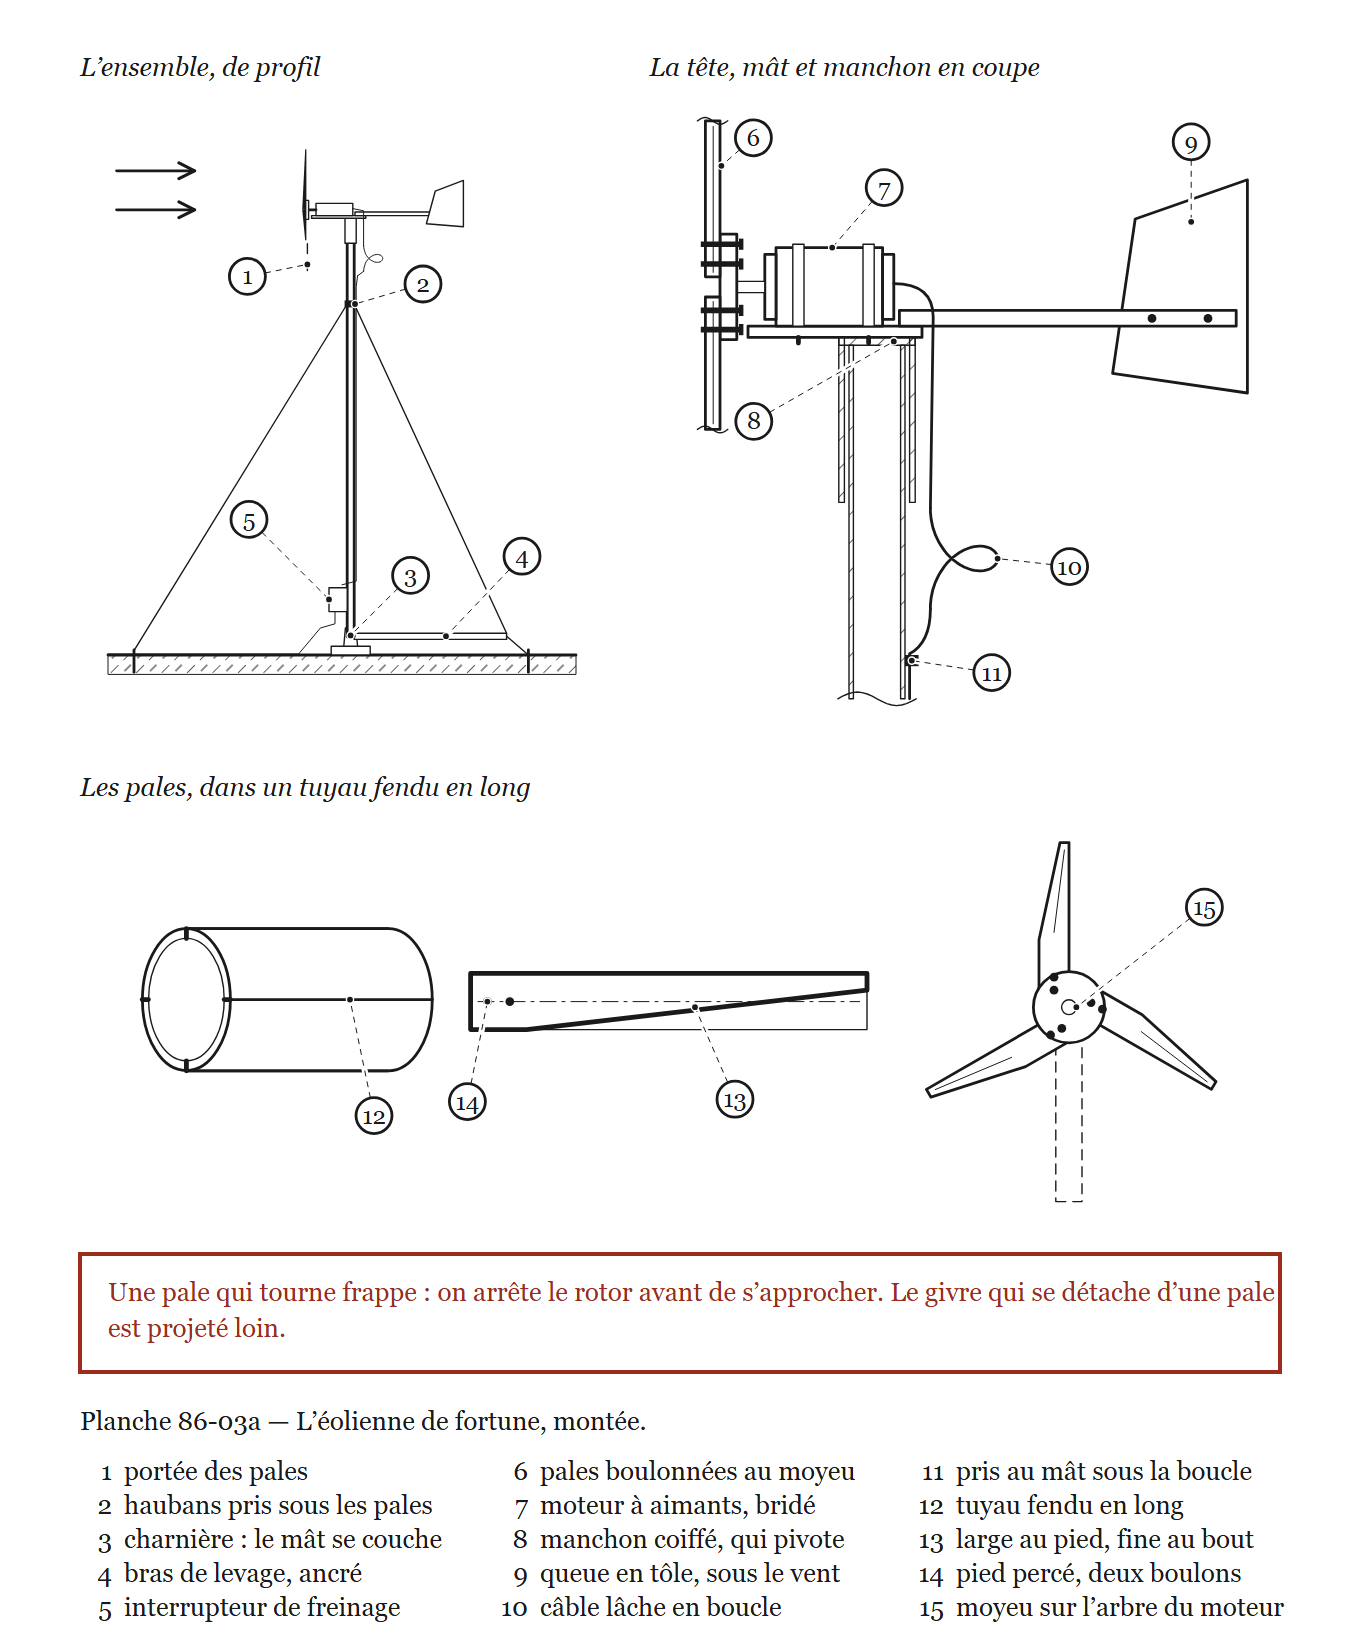 L’ensemble, de profil
La tête, mât et manchon en coupe
6
9
7
1
2
8
5
4
3
10
11
Les pales, dans un tuyau fendu en long
15
12
14
13
Une pale qui tourne frappe : on arrête le rotor avant de s’approcher. Le givre qui se détache d’une pale
est projeté loin.
Planche 86-03a — L’éolienne de fortune, montée.
1 portée des pales
2 haubans pris sous les pales
3 charnière : le mât se couche
4 bras de levage, ancré
5 interrupteur de freinage
6 pales boulonnées au moyeu
7 moteur à aimants, bridé
8 manchon coiffé, qui pivote
9 queue en tôle, sous le vent
10 câble lâche en boucle
11 pris au mât sous la boucle
12 tuyau fendu en long
13 large au pied, fine au bout
14 pied percé, deux boulons
15 moyeu sur l’arbre du moteur